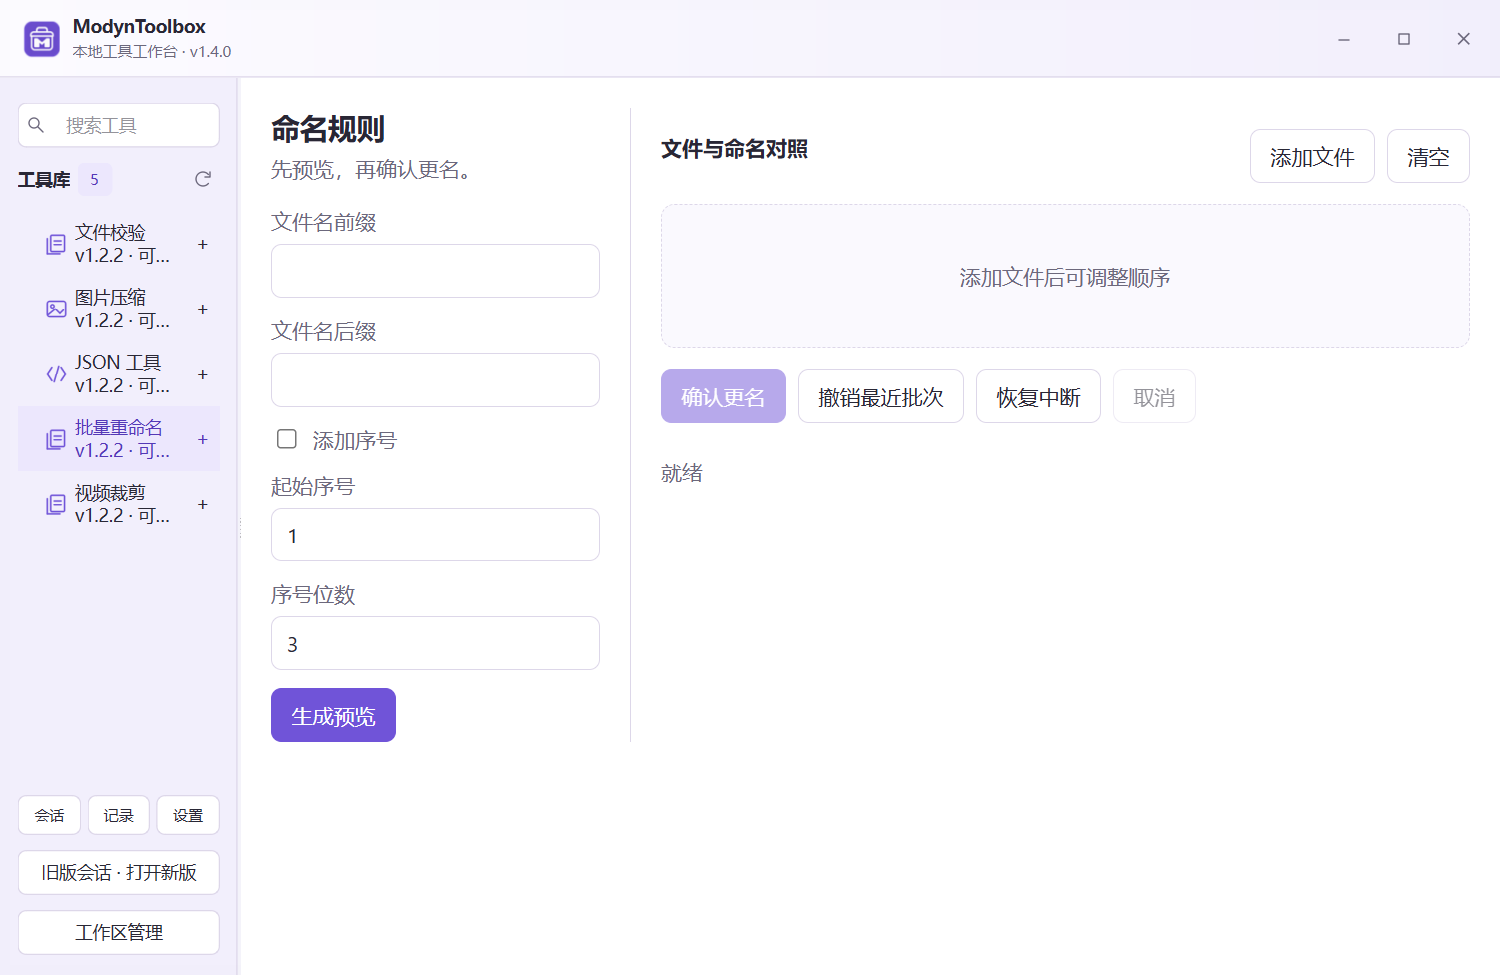 ModynToolbox
本地工具工作台 · v1.4.0
搜索工具
工具库 5
文件校验
v1.2.2 · 可...
+
图片压缩
v1.2.2 · 可...
+
JSON 工具
v1.2.2 · 可...
+
批量重命名
v1.2.2 · 可...
+
视频裁剪
v1.2.2 · 可...
+
会话 记录 设置
旧版会话 · 打开新版
工作区管理
命名规则
先预览，再确认更名。
文件名前缀
文件名后缀
添加序号
起始序号
1
序号位数
3
生成预览
文件与命名对照
添加文件 清空
添加文件后可调整顺序
确认更名 撤销最近批次 恢复中断 取消
就绪